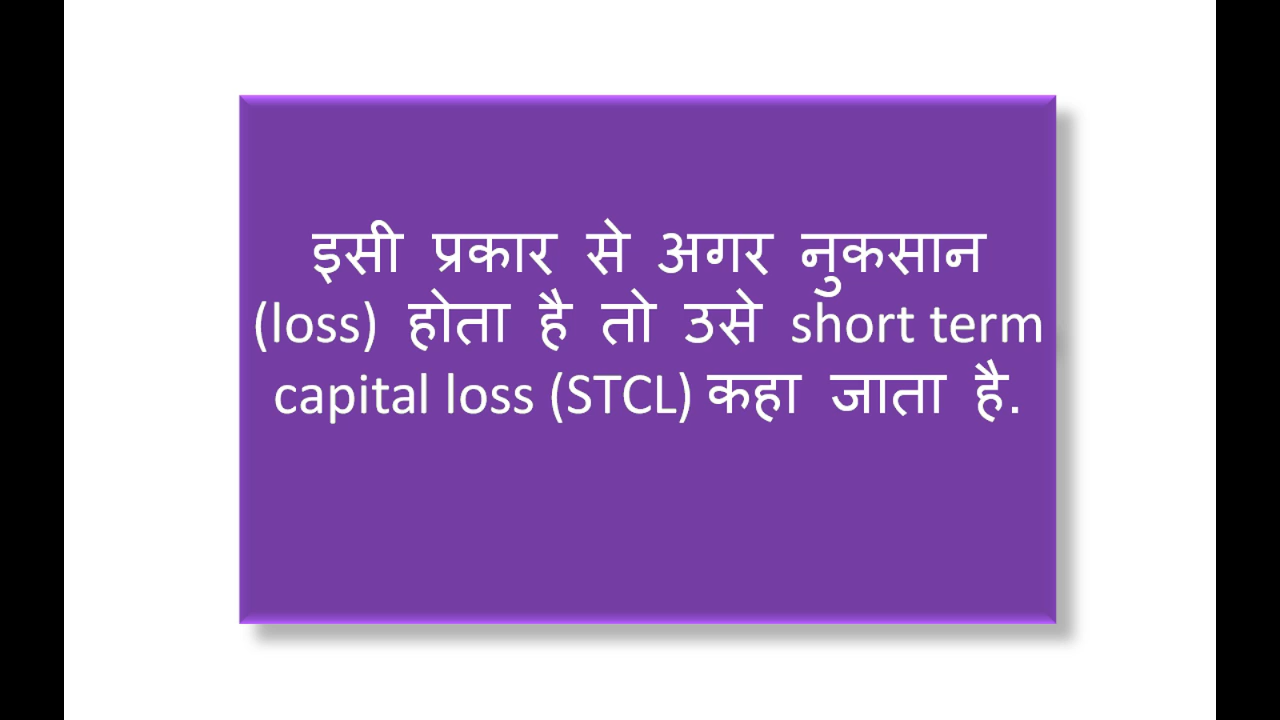 इसी प्रकार से अगर नुकसान
(loss) होता है तो उसे short term
capital loss (STCL) कहा जाता है.